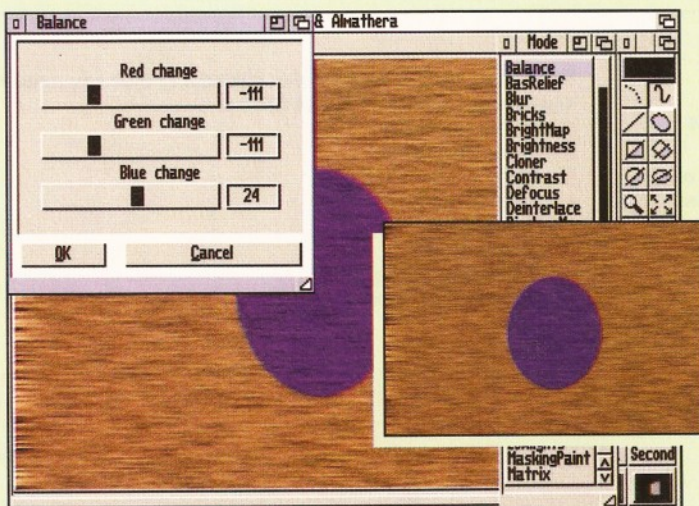 Balance
& Almathera
Red change
-111
Green change
-111
Blue change
24
OK
Cancel
Mode
Balance
BasRelief
Blur
Bricks
BrightMap
Brightness
Cloner
Contrast
Defocus
Deinterlace
MaskingPaint
Matrix
Second